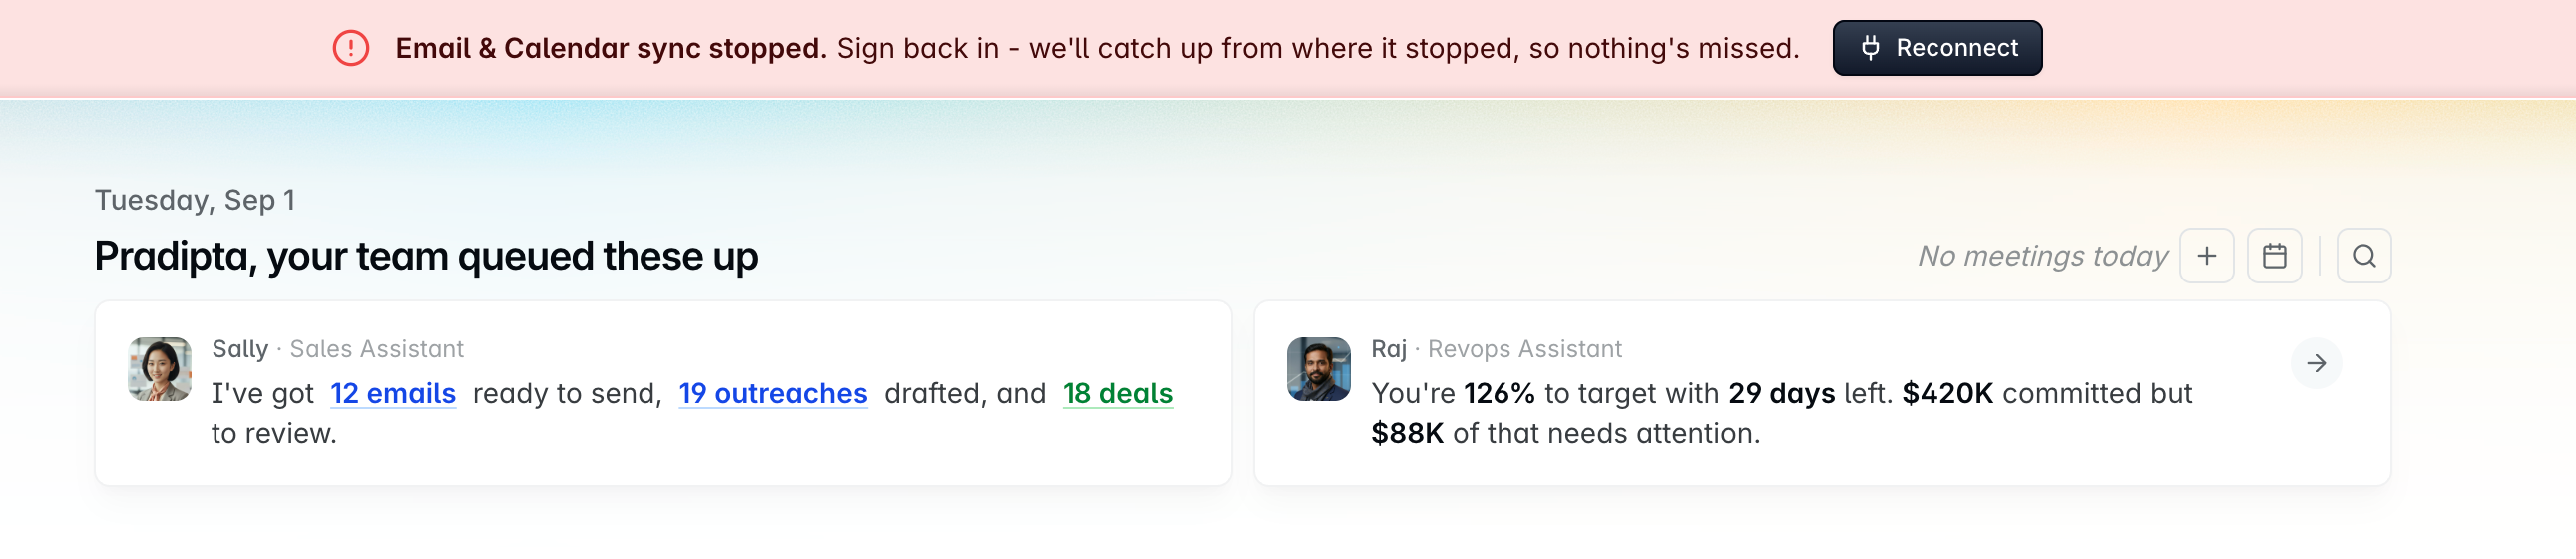 Email & Calendar sync stopped. Sign back in - we'll catch up from where it stopped, so nothing's missed. Reconnect
Tuesday, Sep 1
Pradipta, your team queued these up
No meetings today
Sally · Sales Assistant
I've got 12 emails ready to send, 19 outreaches drafted, and 18 deals
to review.
Raj · Revops Assistant
You're 126% to target with 29 days left. $420K committed but
$88K of that needs attention.